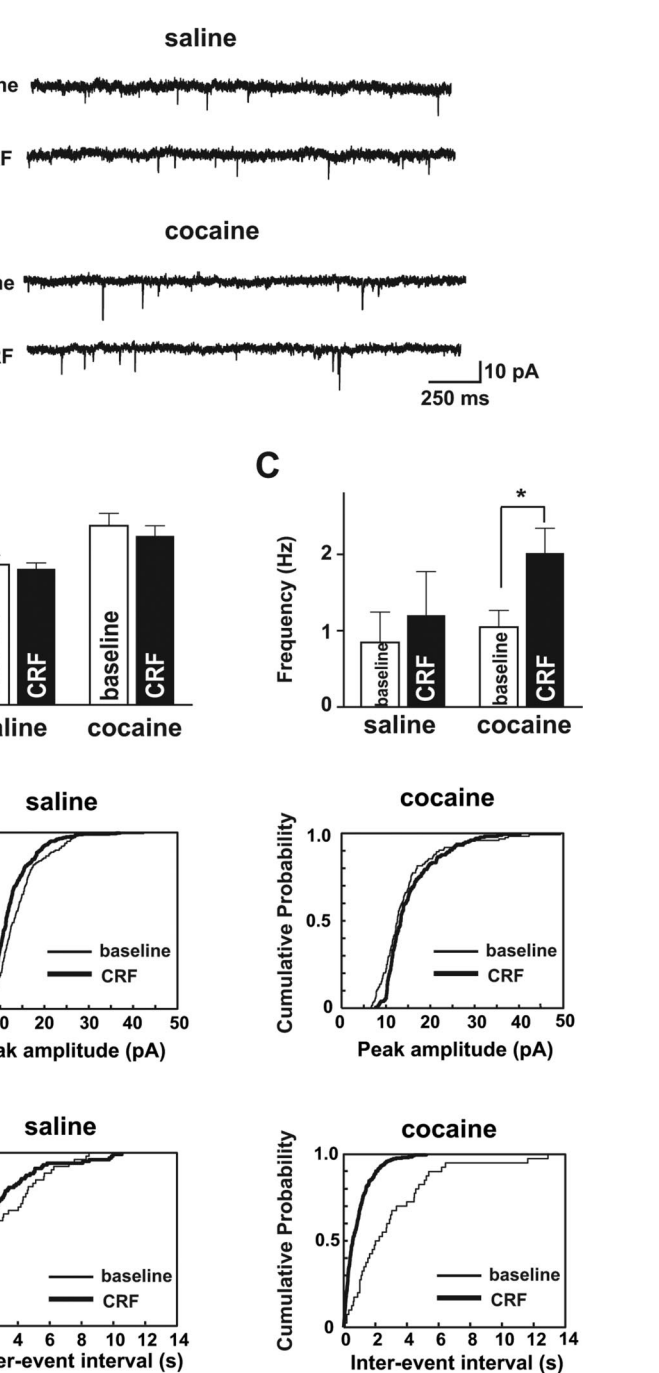 saline
ne
F
cocaine
ne
RF
10 pA
250 ms
C
Frequency (Hz)
2
1
0
*
CRF
baseline
CRF
baseline
CRF
baseline
CRF
aline
cocaine
saline
cocaine
saline
baseline
CRF
0 20 30 40 50
ak amplitude (pA)
cocaine
Cumulative Probability
1.0
0.5
0
baseline
CRF
0 10 20 30 40 50
Peak amplitude (pA)
saline
baseline
CRF
4 6 8 10 12 14
er-event interval (s)
cocaine
Cumulative Probability
1.0
0.5
0
baseline
CRF
0 2 4 6 8 10 12 14
Inter-event interval (s)